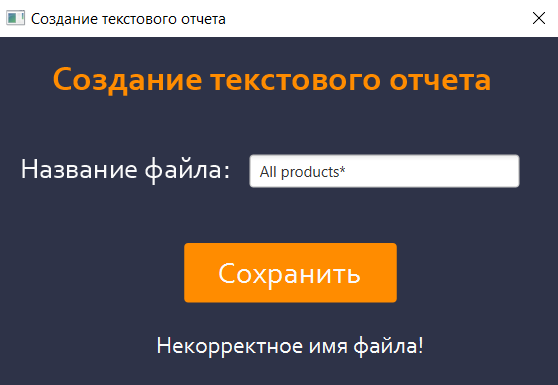 Создание текстового отчета
Создание текстового отчета
Название файла: All products*
Сохранить
Некорректное имя файла!